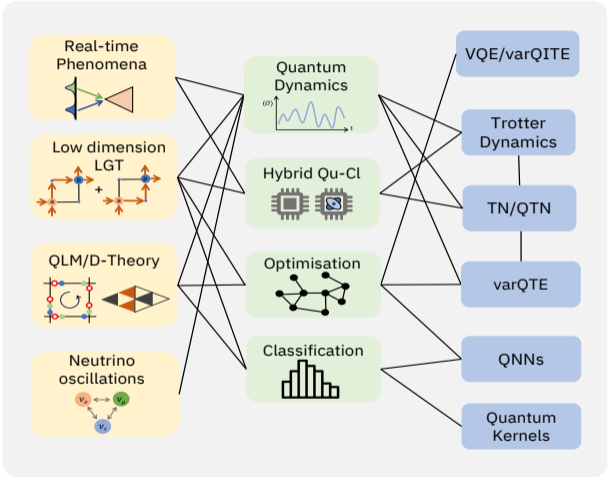 Real-time
Phenomena
Low dimension
LGT
+
QLM/D-Theory
Neutrino
oscillations
νe
νμ
ντ
Quantum
Dynamics
⟨O⟩
t
Hybrid Qu-Cl
Optimisation
Classification
VQE/varQITE
Trotter
Dynamics
TN/QTN
varQTE
QNNs
Quantum
Kernels